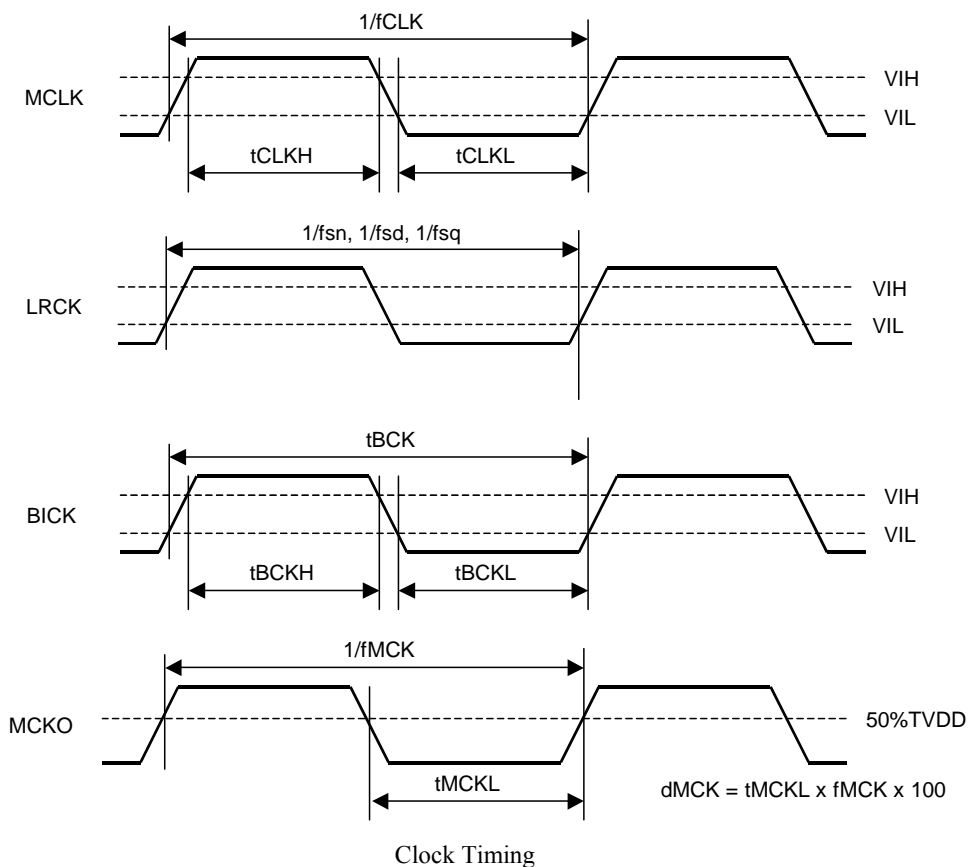 1/fCLK
MCLK
VIH
VIL
tCLKH
tCLKL
1/fsn, 1/fsd, 1/fsq
LRCK
VIH
VIL
tBCK
BICK
VIH
VIL
tBCKH
tBCKL
1/fMCK
MCKO
50%TVDD
tMCKL
dMCK = tMCKL x fMCK x 100
Clock Timing